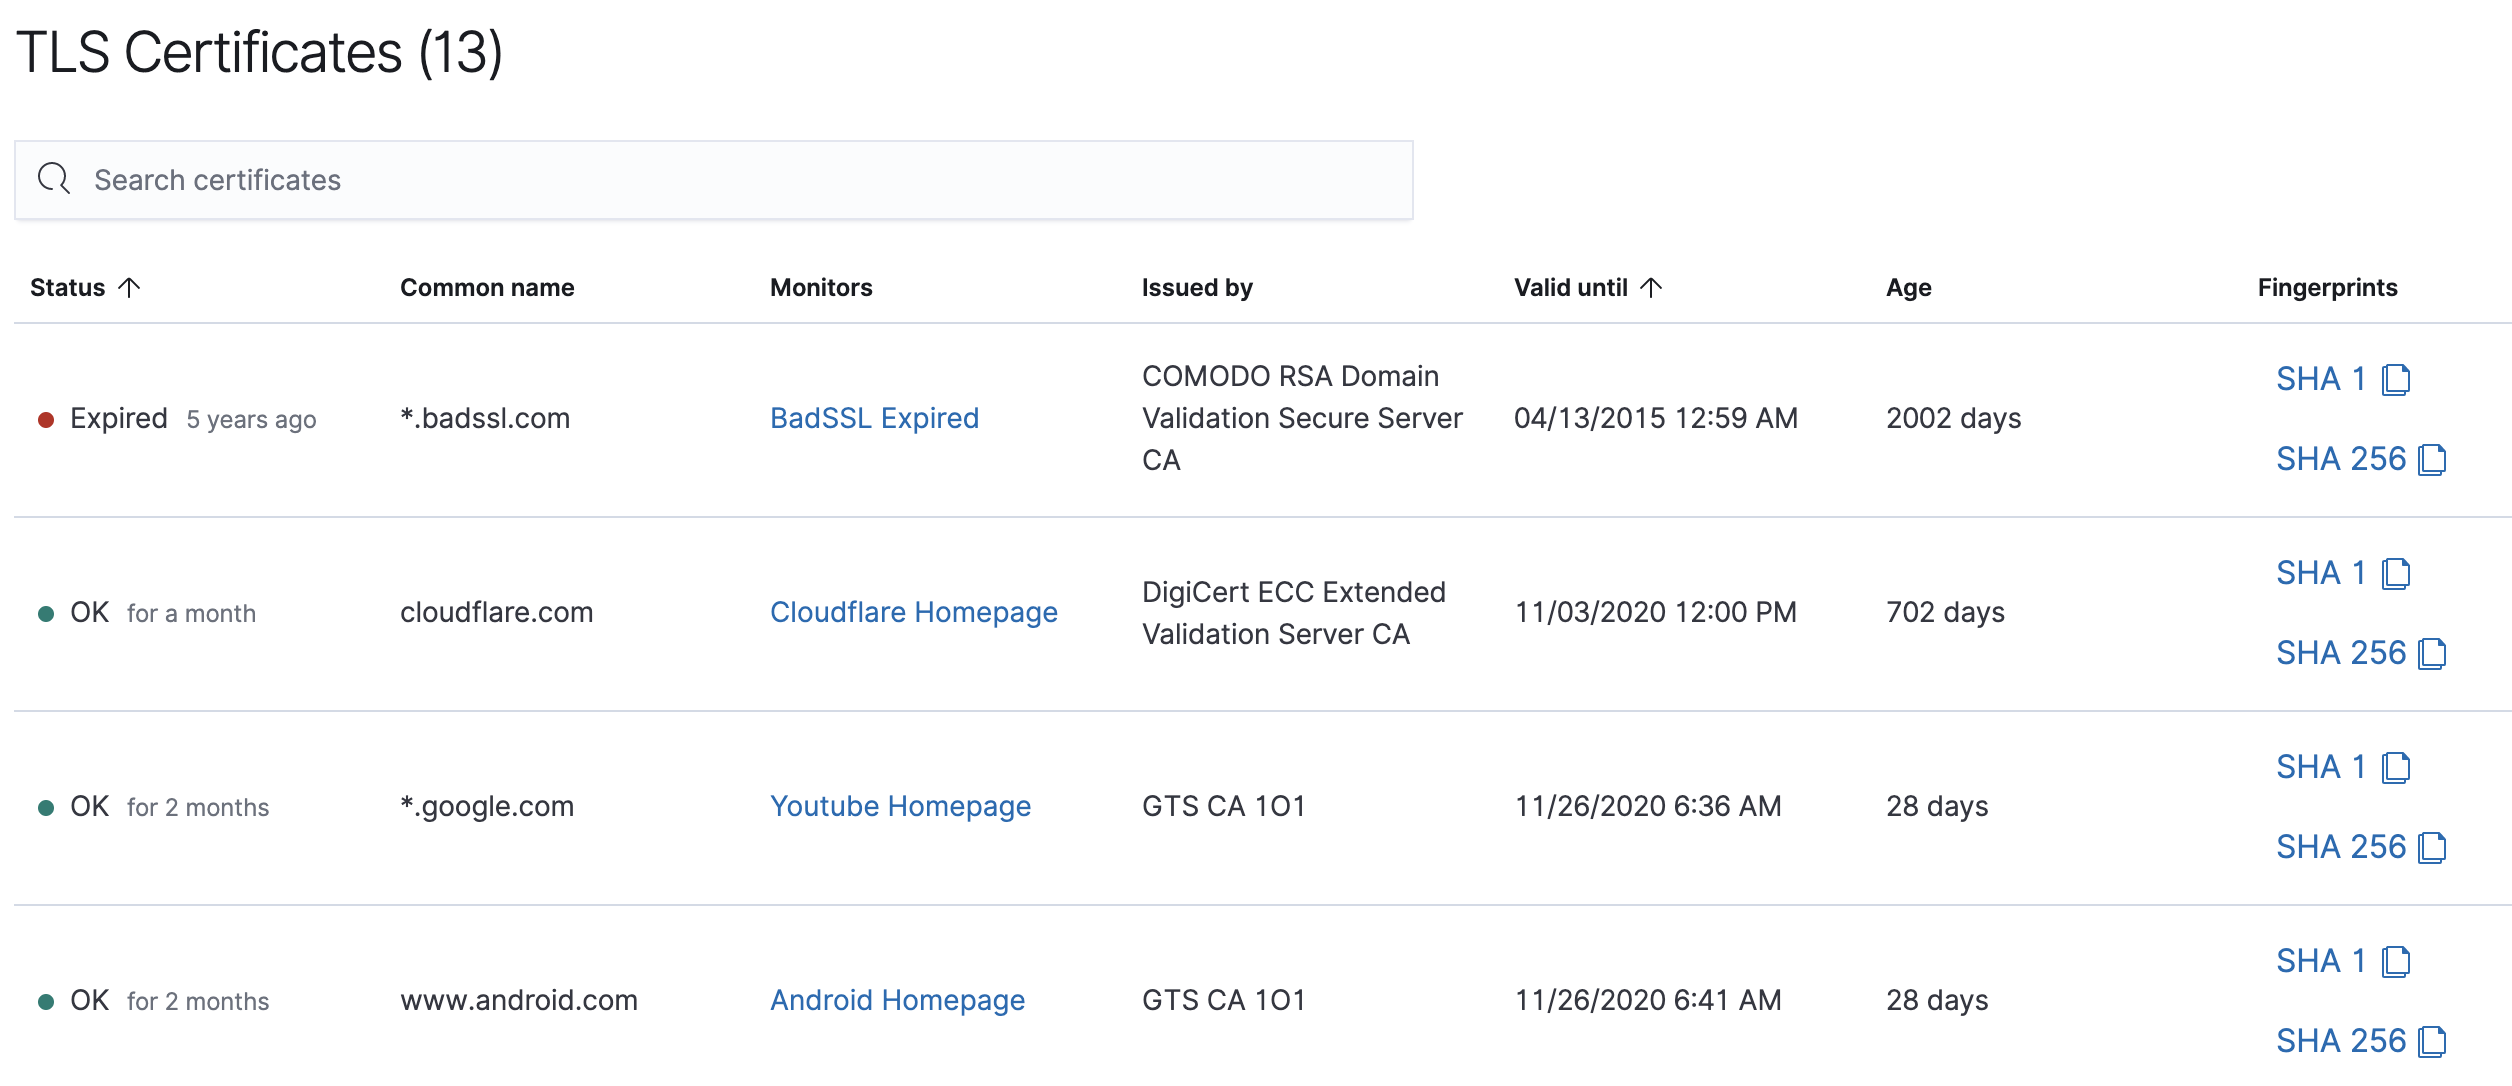 TLS Certificates (13)
Search certificates
Status Common name Monitors Issued by Valid until Age Fingerprints
Expired 5 years ago *.badssl.com BadSSL Expired COMODO RSA Domain
Validation Secure Server
CA 04/13/2015 12:59 AM 2002 days SHA 1
SHA 256
OK for a month cloudflare.com Cloudflare Homepage DigiCert ECC Extended
Validation Server CA 11/03/2020 12:00 PM 702 days SHA 1
SHA 256
OK for 2 months *.google.com Youtube Homepage GTS CA 1O1 11/26/2020 6:36 AM 28 days SHA 1
SHA 256
OK for 2 months www.android.com Android Homepage GTS CA 1O1 11/26/2020 6:41 AM 28 days SHA 1
SHA 256